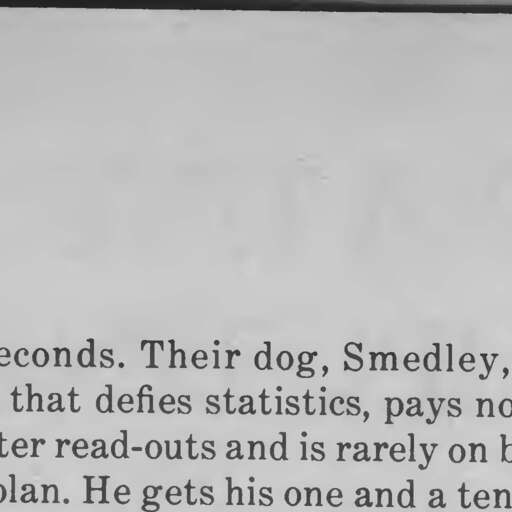 econds. Their dog, Smedley,
that defies statistics, pays no
ter read-outs and is rarely on b
plan. He gets his one and a ten